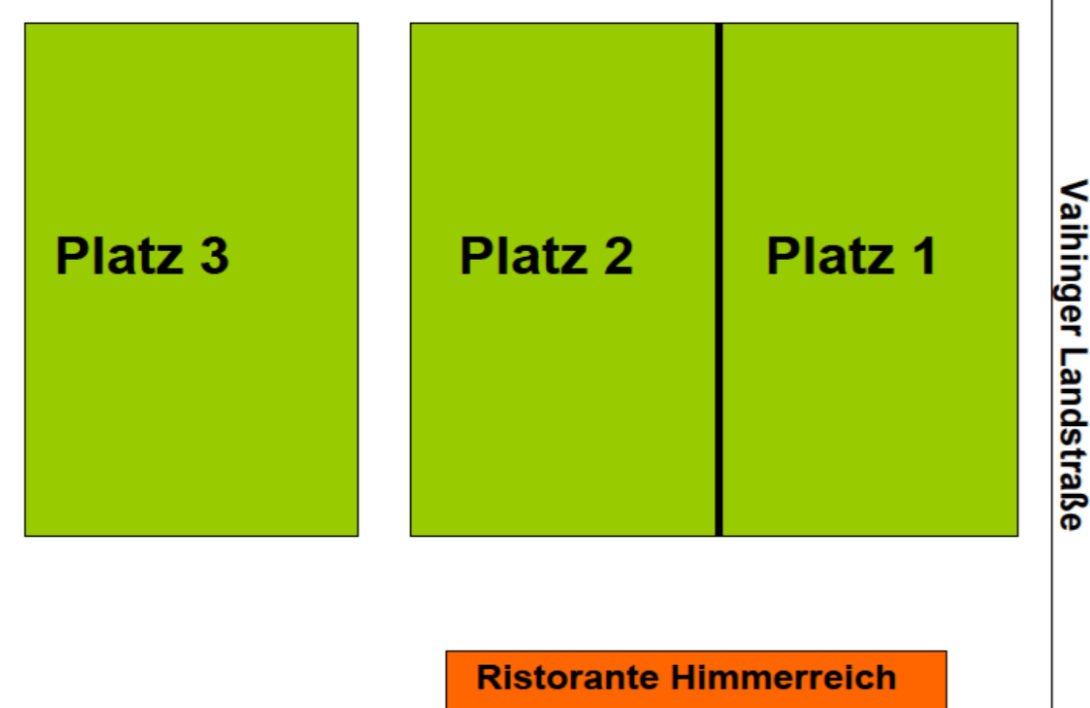 Platz 3
Platz 2
Platz 1
Vaihinger Landstraße
Ristorante Himmerreich